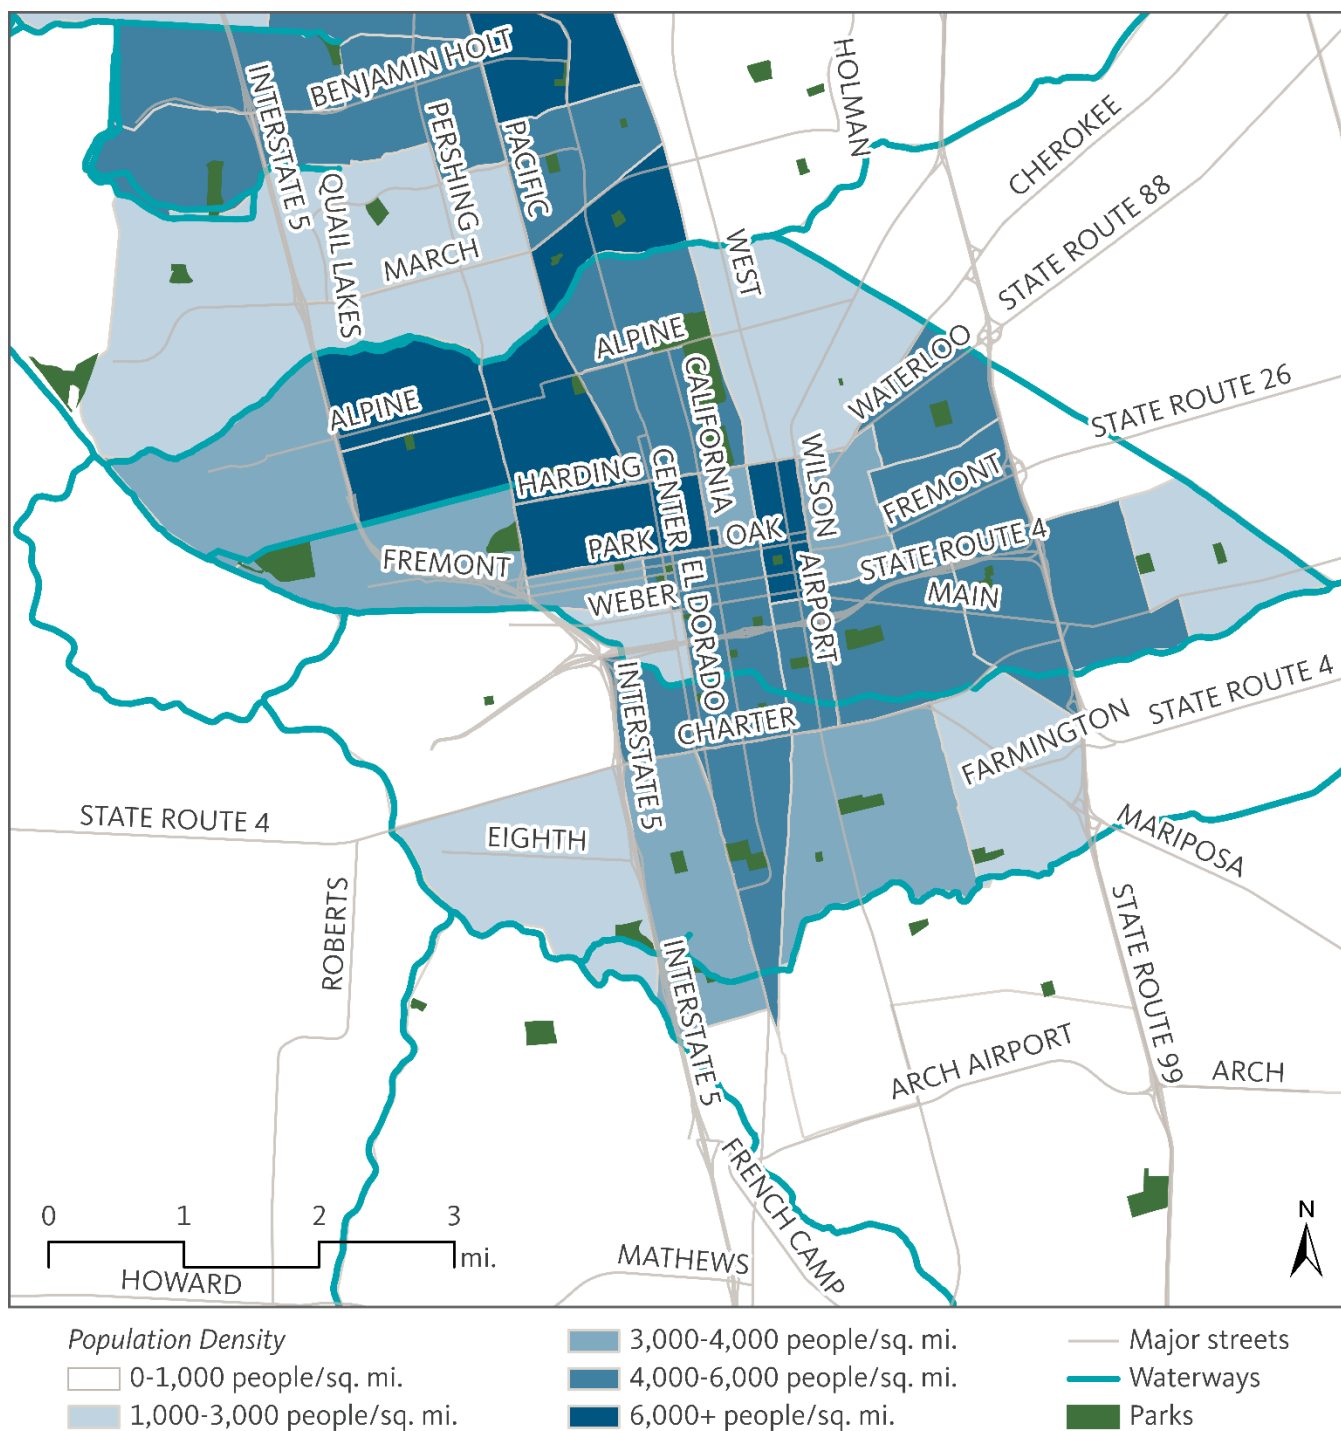 BENJAMIN HOLT
HOLMAN
INTERSTATE 5
PERSHING
PACIFIC
CHEROKEE
QUAIL LAKES
STATE ROUTE 88
MARCH
WEST
ALPINE
CALIFORNIA
WATERLOO
ALPINE
STATE ROUTE 26
HARDING
CENTER
WILSON
FREMONT
PARK
OAK
FREMONT
STATE ROUTE 4
WEBER
EL DORADO
AIRPORT
MAIN
INTERSTATE 5
CHARTER
FARMINGTON
STATE ROUTE 4
STATE ROUTE 4
EIGHTH
MARIPOSA
ROBERTS
STATE ROUTE 99
INTERSTATE 5
ARCH AIRPORT
ARCH
FRENCH CAMP
MATHEWS
HOWARD
0 1 2 3
mi.
N
Population Density
0-1,000 people/sq. mi.
1,000-3,000 people/sq. mi.
3,000-4,000 people/sq. mi.
4,000-6,000 people/sq. mi.
6,000+ people/sq. mi.
Major streets
Waterways
Parks